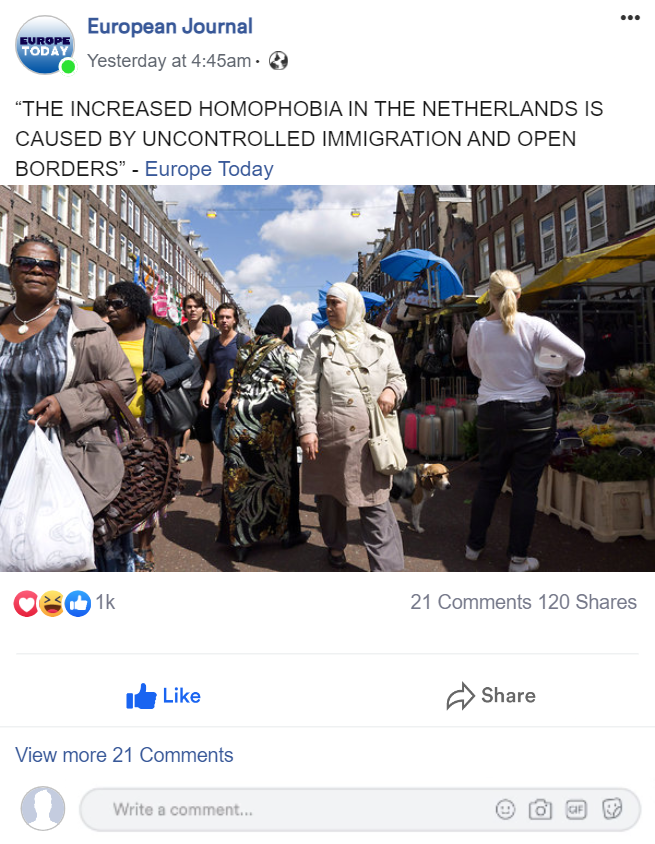 EUROPE
TODAY
European Journal
Yesterday at 4:45am ·
“THE INCREASED HOMOPHOBIA IN THE NETHERLANDS IS
CAUSED BY UNCONTROLLED IMMIGRATION AND OPEN
BORDERS” - Europe Today
1k
21 Comments 120 Shares
Like
Share
View more 21 Comments
Write a comment...
GIF